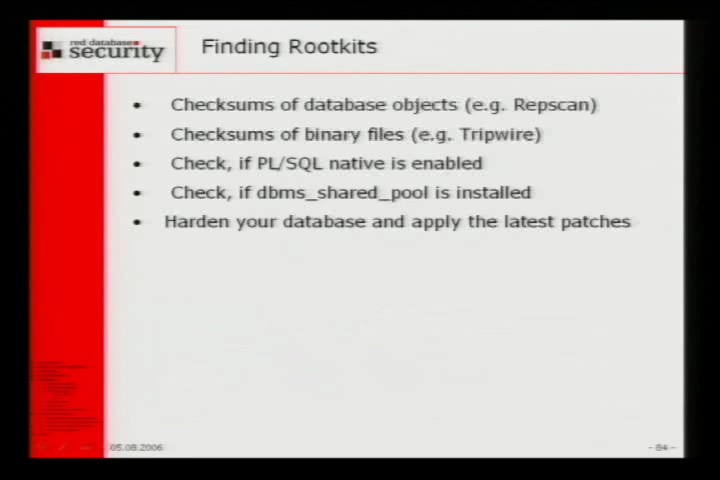 red database
security
Finding Rootkits
• Checksums of database objects (e.g. Repscan)
• Checksums of binary files (e.g. Tripwire)
• Check, if PL/SQL native is enabled
• Check, if dbms_shared_pool is installed
• Harden your database and apply the latest patches
05.08.2006
- 84 -